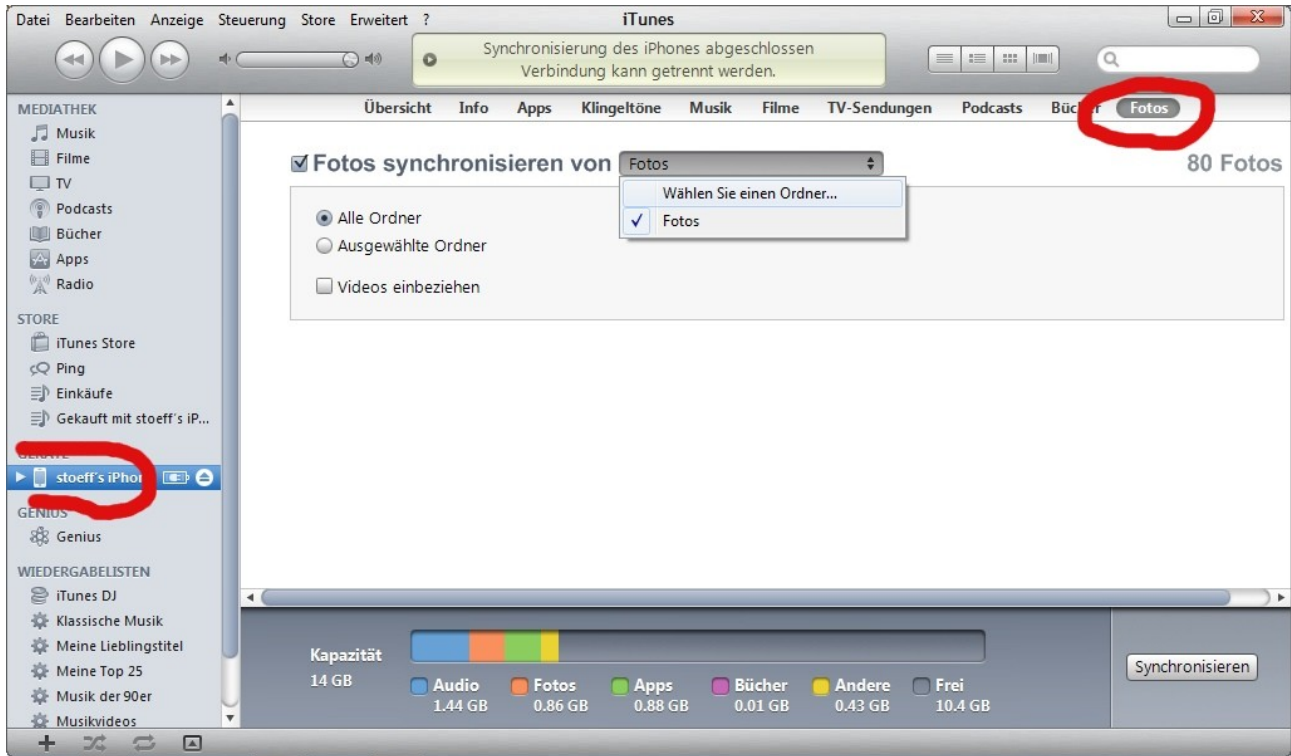 Datei Bearbeiten Anzeige Steuerung Store Erweitert ?
iTunes
Synchronisierung des iPhones abgeschlossen
Verbindung kann getrennt werden.
MEDIATHEK
Musik
Filme
TV
Podcasts
Bücher
Apps
Radio
STORE
iTunes Store
Ping
Einkäufe
Gekauft mit stoeff´s iP...
GERÄTE
stoeff´s iPhon
GENIUS
Genius
WIEDERGABELISTEN
iTunes DJ
Klassische Musik
Meine Lieblingstitel
Meine Top 25
Musik der 90er
Musikvideos
Übersicht Info Apps Klingeltöne Musik Filme TV-Sendungen Podcasts Bücher Fotos
Fotos synchronisieren von Fotos
80 Fotos
Wählen Sie einen Ordner...
Fotos
Alle Ordner
Ausgewählte Ordner
Videos einbeziehen
Kapazität
14 GB
Audio
1.44 GB
Fotos
0.86 GB
Apps
0.88 GB
Bücher
0.01 GB
Andere
0.43 GB
Frei
10.4 GB
Synchronisieren